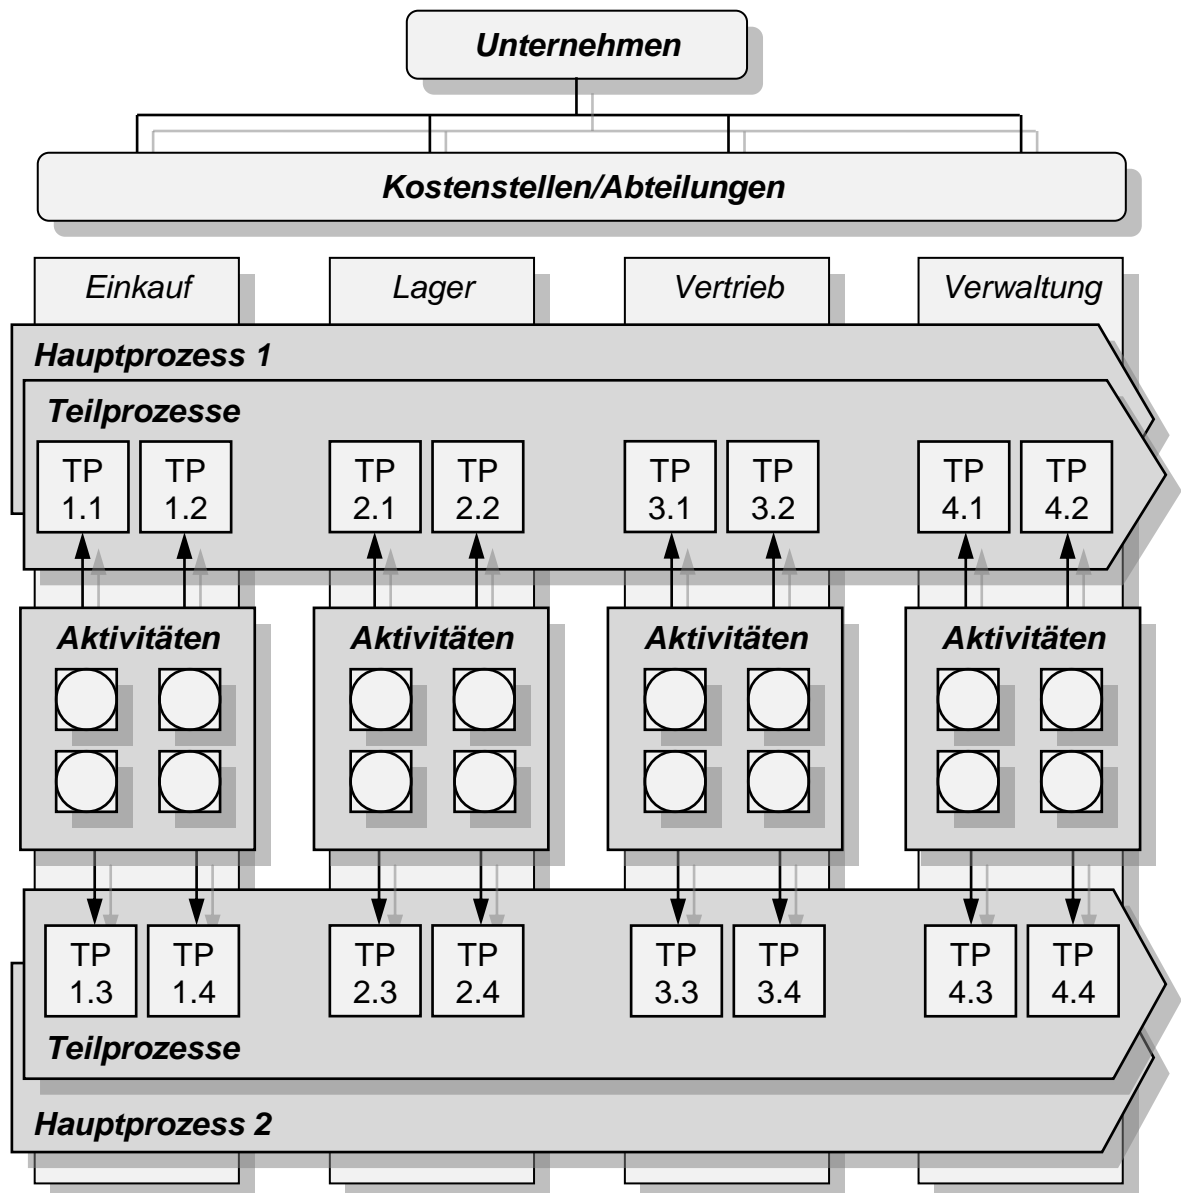 Unternehmen
Kostenstellen/Abteilungen
Einkauf
Lager
Vertrieb
Verwaltung
Hauptprozess 1
Teilprozesse
TP
1.1
TP
1.2
TP
2.1
TP
2.2
TP
3.1
TP
3.2
TP
4.1
TP
4.2
Aktivitäten
Aktivitäten
Aktivitäten
Aktivitäten
TP
1.3
TP
1.4
TP
2.3
TP
2.4
TP
3.3
TP
3.4
TP
4.3
TP
4.4
Teilprozesse
Hauptprozess 2